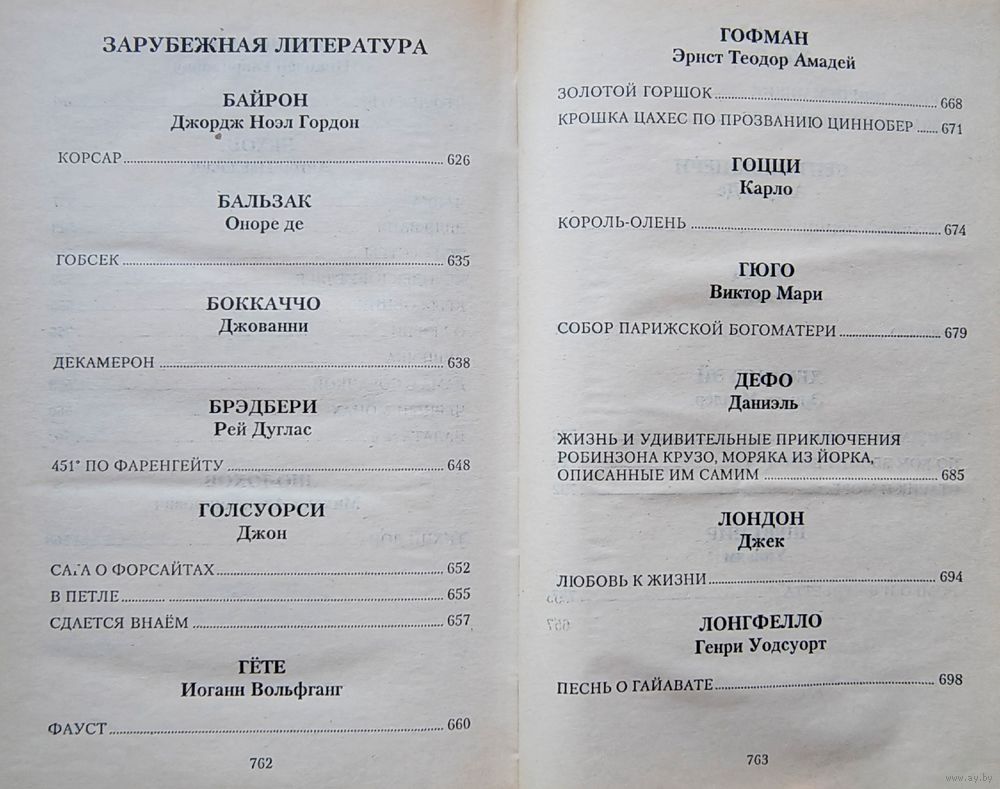 ЗАРУБЕЖНАЯ ЛИТЕРАТУРА
БАЙРОН
Джордж Ноэл Гордон
КОРСАР 626
БАЛЬЗАК
Оноре де
ГОБСЕК 635
БОККАЧЧО
Джованни
ДЕКАМЕРОН 638
БРЭДБЕРИ
Рей Дуглас
451° ПО ФАРЕНГЕЙТУ 648
ГОЛСУОРСИ
Джон
САГА О ФОРСАЙТАХ 652
В ПЕТЛЕ 655
СДАЕТСЯ ВНАЁМ 657
ГЁТЕ
Иоганн Вольфганг
ФАУСТ 660
762
ГОФМАН
Эрнст Теодор Амадей
ЗОЛОТОЙ ГОРШОК 668
КРОШКА ЦАХЕС ПО ПРОЗВАНИЮ ЦИННОБЕР 671
ГОЦЦИ
Карло
КОРОЛЬ-ОЛЕНЬ 674
ГЮГО
Виктор Мари
СОБОР ПАРИЖСКОЙ БОГОМАТЕРИ 679
ДЕФО
Даниэль
ЖИЗНЬ И УДИВИТЕЛЬНЫЕ ПРИКЛЮЧЕНИЯ
РОБИНЗОНА КРУЗО, МОРЯКА ИЗ ЙОРКА,
ОПИСАННЫЕ ИМ САМИМ 685
ЛОНДОН
Джек
ЛЮБОВЬ К ЖИЗНИ 694
ЛОНГФЕЛЛО
Генри Уодсуорт
ПЕСНЬ О ГАЙАВАТЕ 698
763
www.ay.by